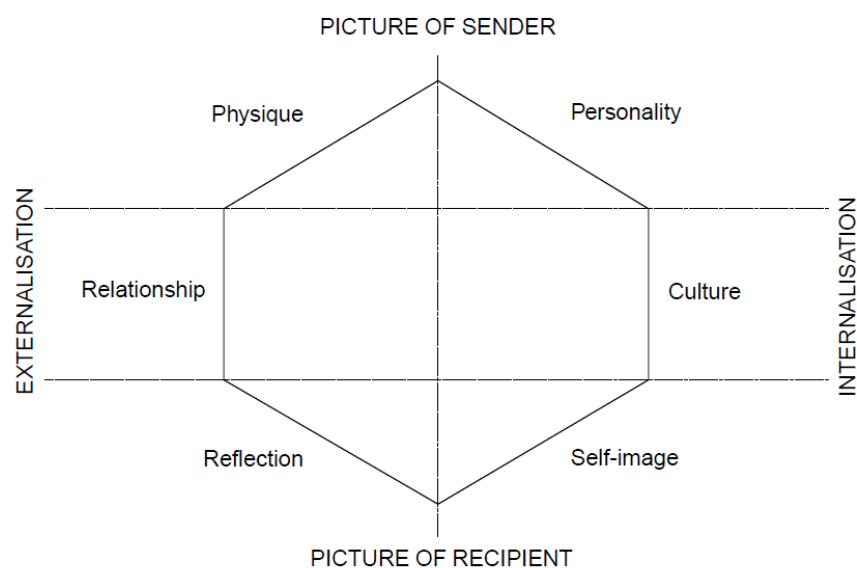 PICTURE OF SENDER
Physique
Personality
EXTERNALISATION
INTERNALISATION
Relationship
Culture
Reflection
Self-image
PICTURE OF RECIPIENT